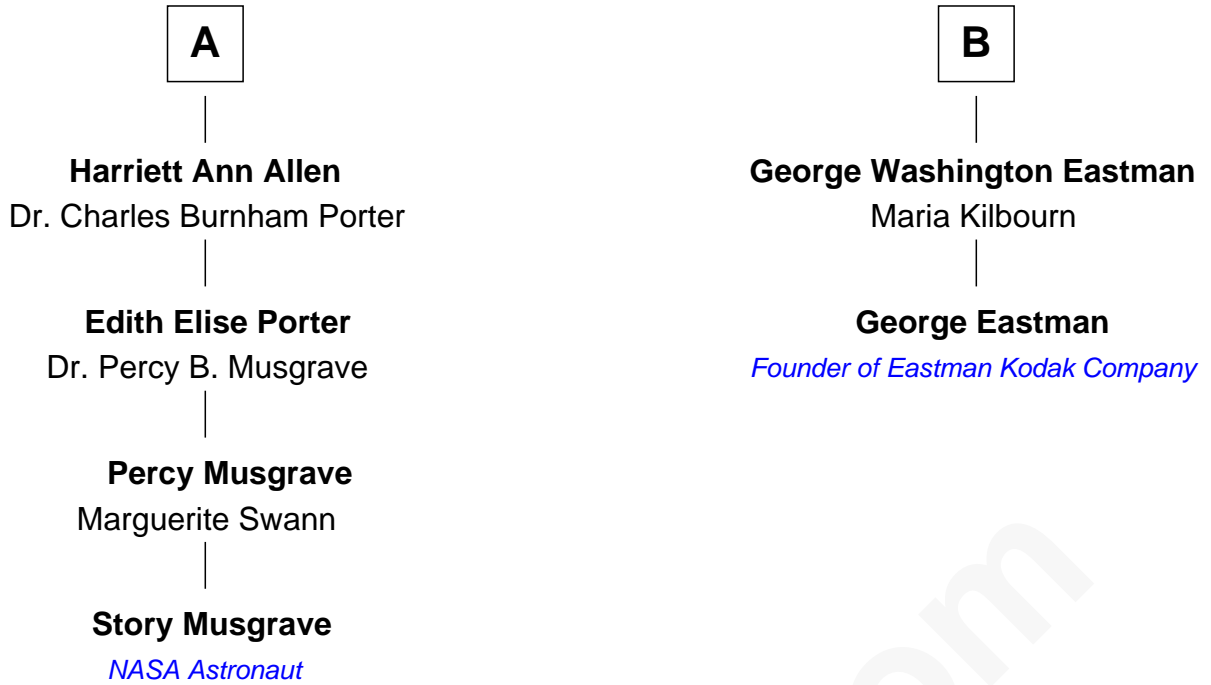 A
Harriett Ann Allen
Dr. Charles Burnham Porter
Edith Elise Porter
Dr. Percy B. Musgrave
Percy Musgrave
Marguerite Swann
Story Musgrave
NASA Astronaut
B
George Washington Eastman
Maria Kilbourn
George Eastman
Founder of Eastman Kodak Company
om